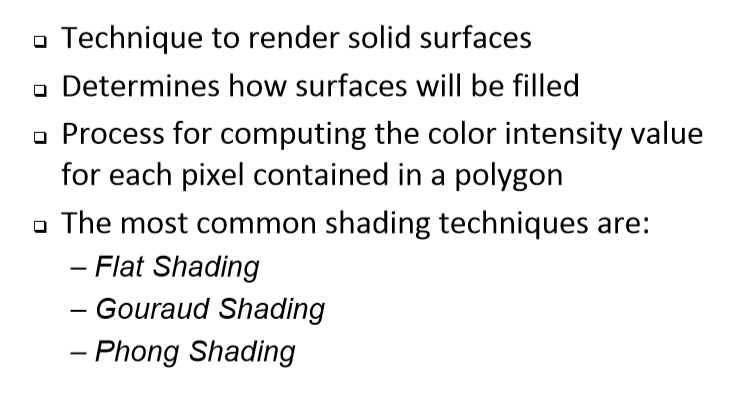 Technique to render solid surfaces
Determines how surfaces will be filled
Process for computing the color intensity value
for each pixel contained in a polygon
The most common shading techniques are:
– Flat Shading
– Gouraud Shading
– Phong Shading